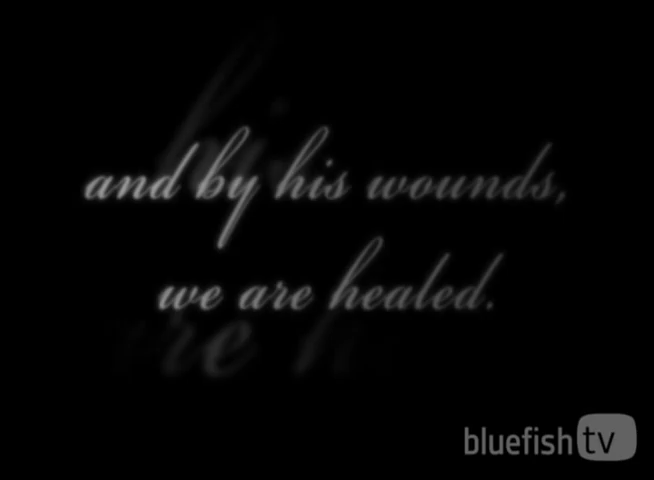 and by his wounds,
we are healed.
bluefish tv